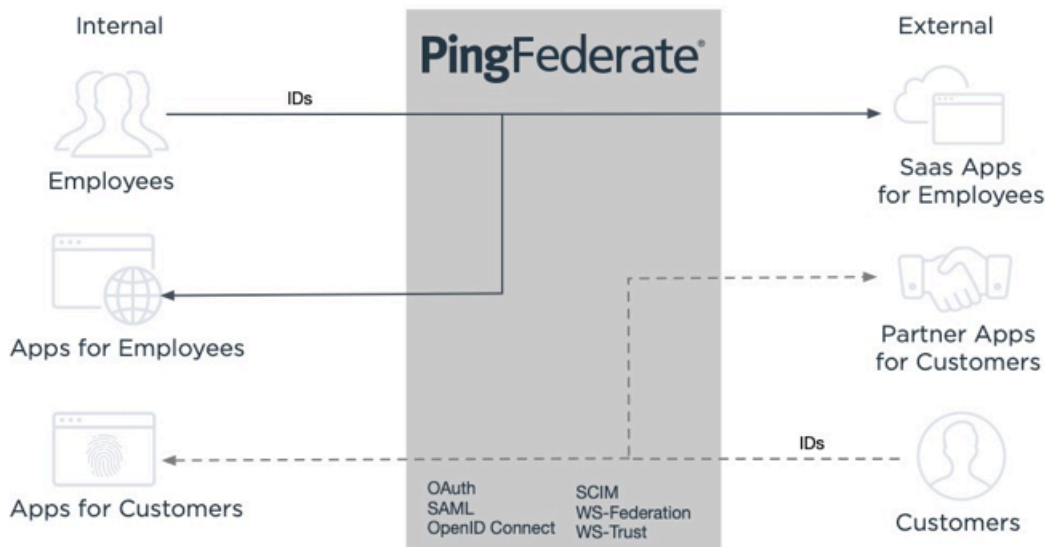 Internal
PingFederate®
External
IDs
Employees
Saas Apps
for Employees
Apps for Employees
Partner Apps
for Customers
IDs
Apps for Customers
OAuth
SAML
OpenID Connect
SCIM
WS-Federation
WS-Trust
Customers